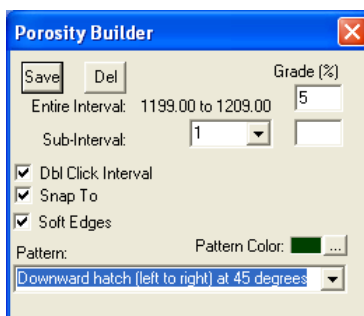 Porosity Builder
Save Del Grade (%)
Entire Interval: 1199.00 to 1209.00 5
Sub-Interval: 1
Dbl Click Interval
Snap To
Soft Edges
Pattern: Pattern Color: ...
Downward hatch (left to right) at 45 degrees